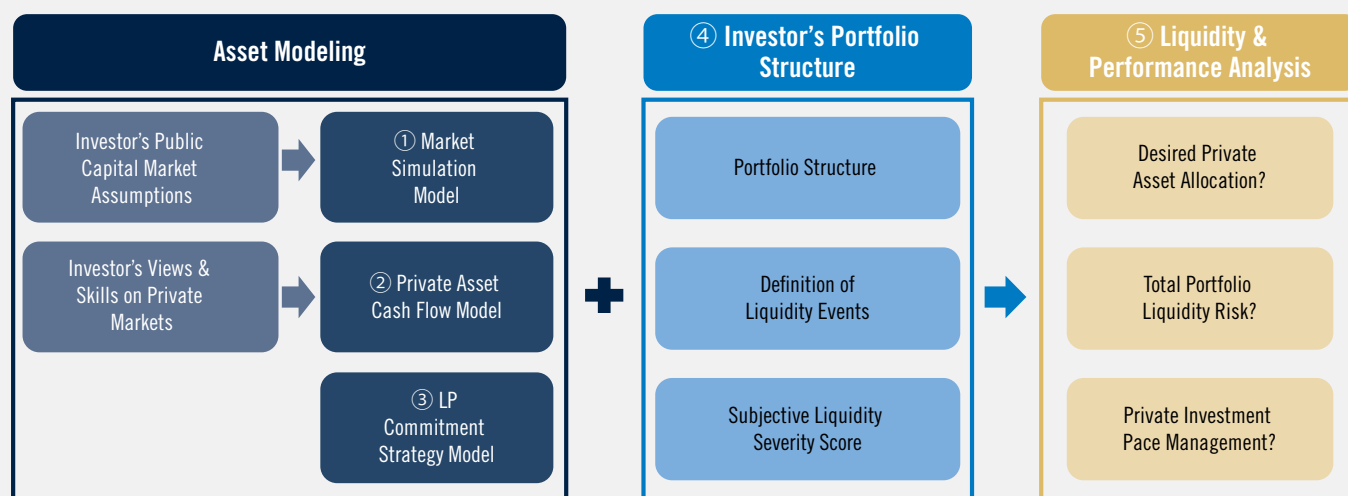 Asset Modeling
Investor's Public
Capital Market
Assumptions
① Market
Simulation
Model
Investor's Views &
Skills on Private
Markets
② Private Asset
Cash Flow Model
③ LP
Commitment
Strategy Model
④ Investor's Portfolio
Structure
Portfolio Structure
Definition of
Liquidity Events
Subjective Liquidity
Severity Score
⑤ Liquidity &
Performance Analysis
Desired Private
Asset Allocation?
Total Portfolio
Liquidity Risk?
Private Investment
Pace Management?